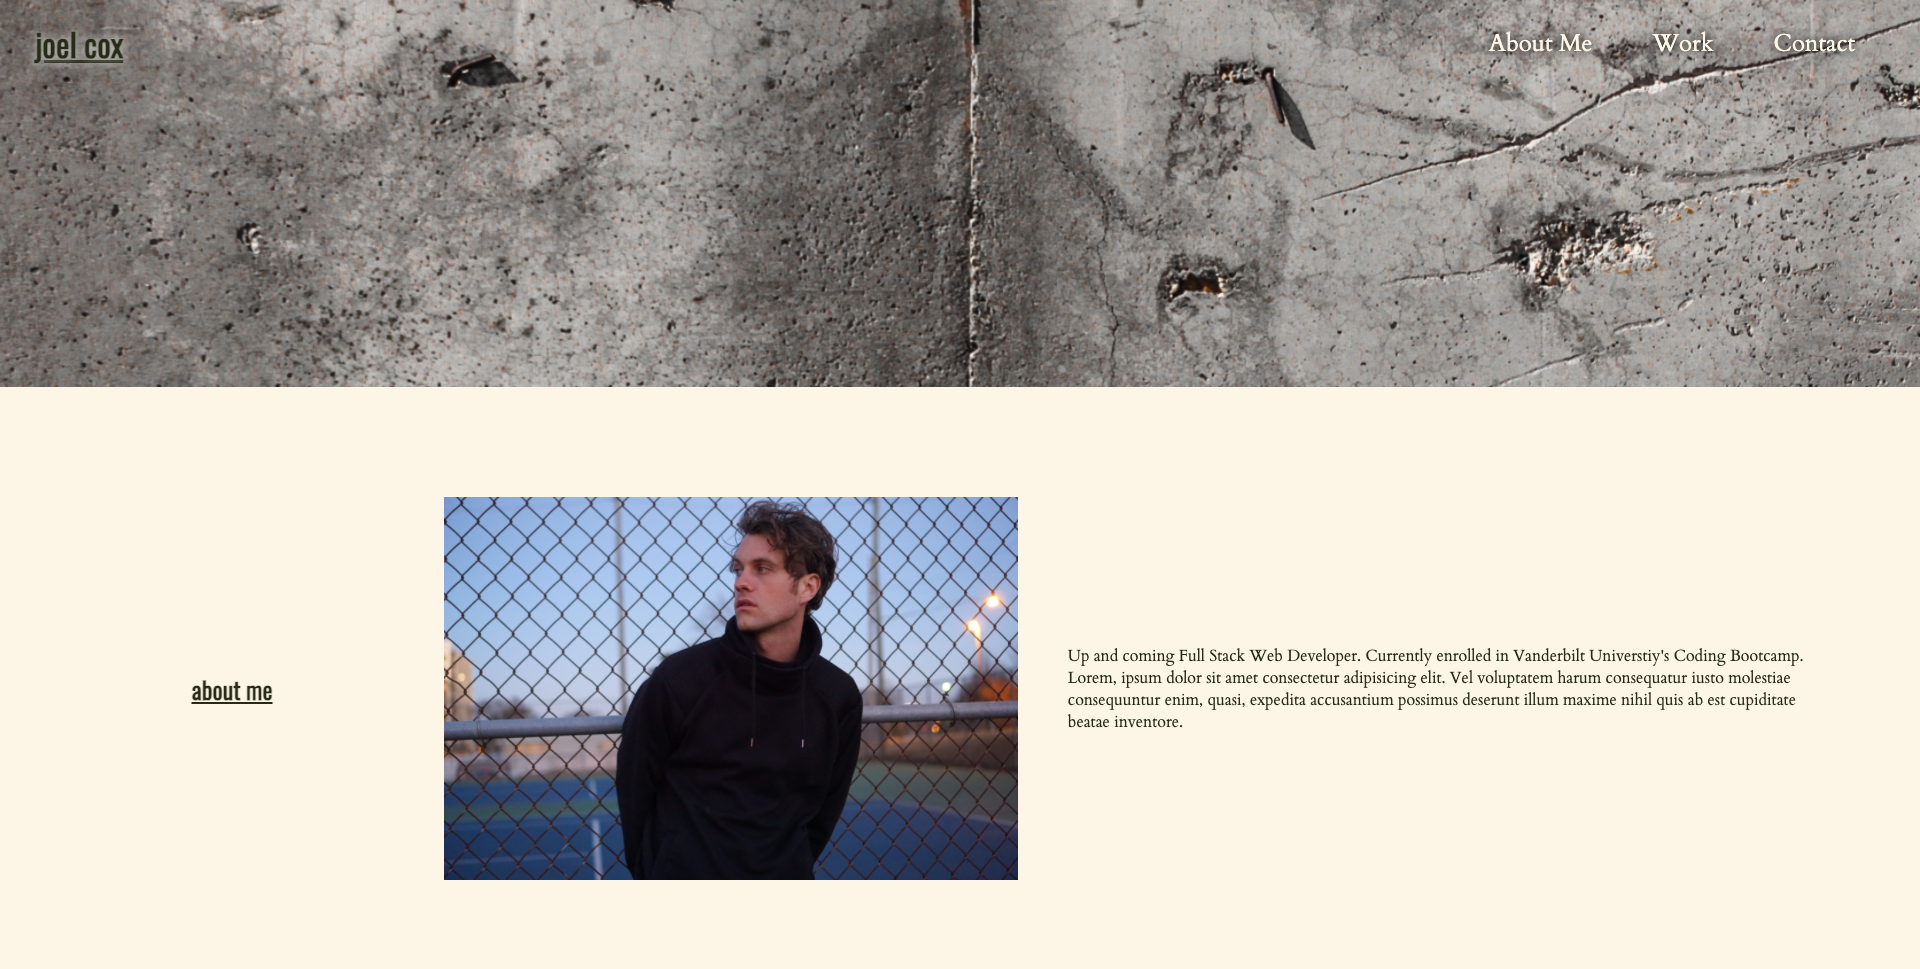 joel cox
About Me Work Contact
about me
Up and coming Full Stack Web Developer. Currently enrolled in Vanderbilt Universtiy's Coding Bootcamp.
Lorem, ipsum dolor sit amet consectetur adipisicing elit. Vel voluptatem harum consequatur iusto molestiae
consequuntur enim, quasi, expedita accusantium possimus deserunt illum maxime nihil quis ab est cupiditate
beatae inventore.